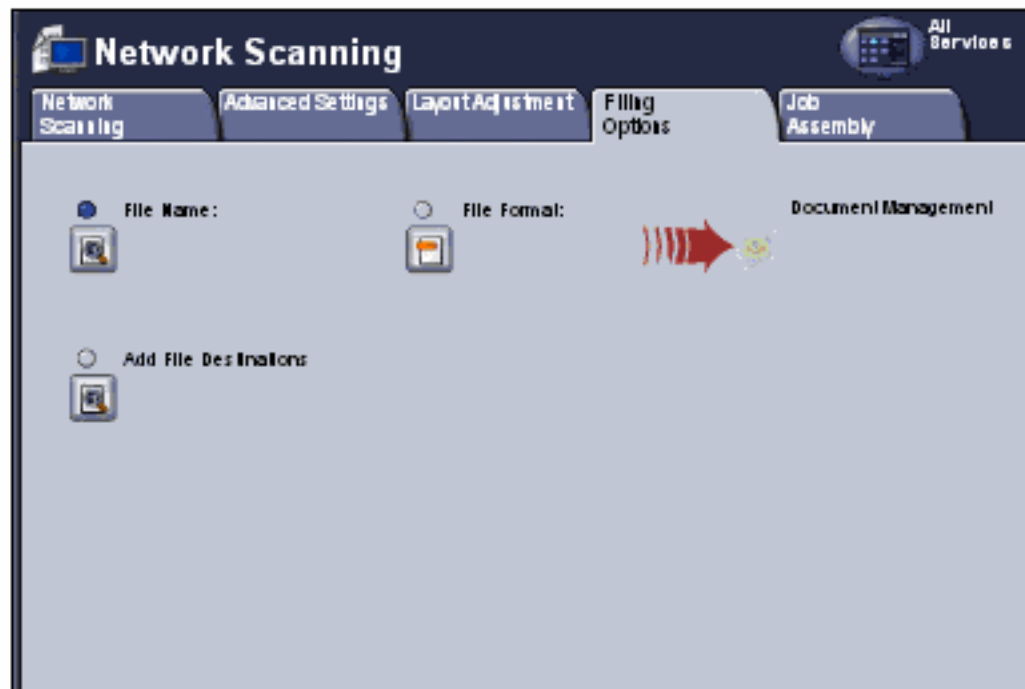 Network Scanning
All
Services
Network
Scanning
Advanced Settings
Layout Adjustment
Filing
Options
Job
Assembly
File Name:
File Format:
Document Management
Add File Destinations